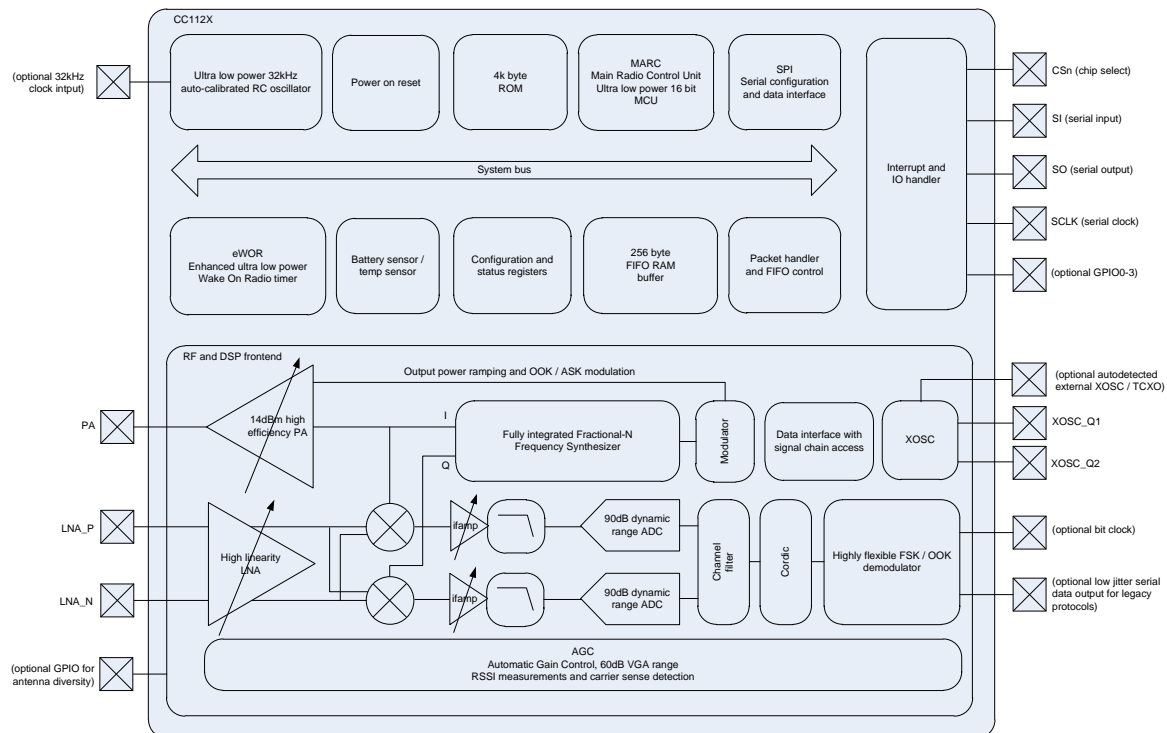 CC112X
(optional 32kHz
clock intput)
Ultra low power 32kHz
auto-calibrated RC oscillator
Power on reset
4k byte
ROM
MARC
Main Radio Control Unit
Ultra low power 16 bit
MCU
SPI
Serial configuration
and data interface
Interrupt and
IO handler
CSn (chip select)
SI (serial input)
SO (serial output)
SCLK (serial clock)
(optional GPIO0-3)
System bus
eWOR
Enhanced ultra low power
Wake On Radio timer
Battery sensor /
temp sensor
Configuration and
status registers
256 byte
FIFO RAM
buffer
Packet handler
and FIFO control
RF and DSP frontend
Output power ramping and OOK / ASK modulation
PA
14dBm high
efficiency PA
I
Q
Fully integrated Fractional-N
Frequency Synthesizer
Modulator
Data interface with
signal chain access
XOSC
(optional autodetected
external XOSC / TCXO)
XOSC_Q1
XOSC_Q2
LNA_P
LNA_N
High linearity
LNA
ifamp
90dB dynamic
range ADC
ifamp
90dB dynamic
range ADC
Channel
filter
Cordic
Highly flexible FSK / OOK
demodulator
(optional bit clock)
(optional low jitter serial
data output for legacy
protocols)
(optional GPIO for
antenna diversity)
AGC
Automatic Gain Control, 60dB VGA range
RSSI measurements and carrier sense detection